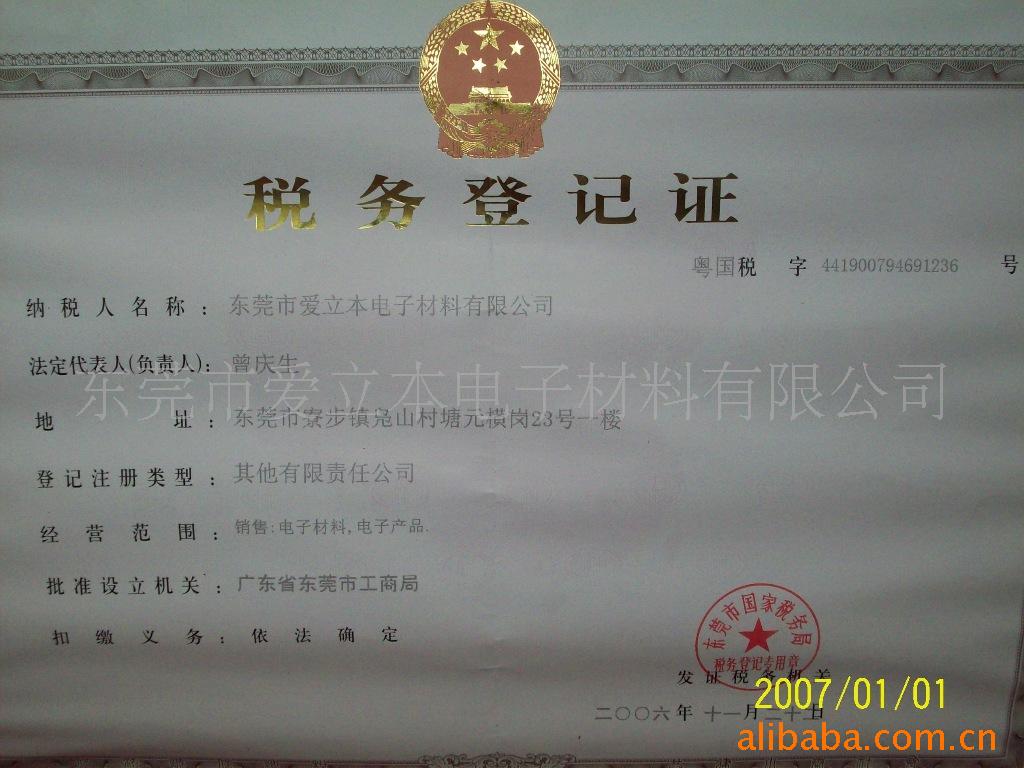 税务登记证
粤国税 字 441900794691236 号
纳税人名称：东莞市爱立本电子材料有限公司
法定代表人(负责人)：曾庆生
东莞市爱立本电子材料有限公司
地址：东莞市寮步镇凫山村塘元横岗23号一楼
登记注册类型：其他有限责任公司
经营范围：销售:电子材料,电子产品.
批准设立机关：广东省东莞市工商局
扣缴义务：依法确定
东莞市国家税务局
税务登记专用章
发证税务机关
2007/01/01
二〇〇六年 十一月二十日
alibaba.com.cn